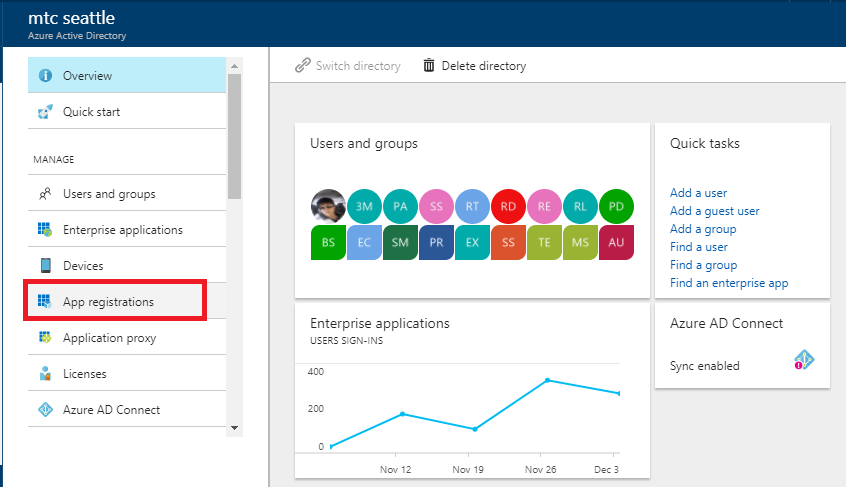 mtc seattle
Azure Active Directory
Overview
Quick start
MANAGE
Users and groups
Enterprise applications
Devices
App registrations
Application proxy
Licenses
Azure AD Connect
Switch directory
Delete directory
Users and groups
3M PA SS RT RD RE RL PD
BS EC SM PR EX SS TE MS AU
Quick tasks
Add a user
Add a guest user
Add a group
Find a user
Find a group
Find an enterprise app
Enterprise applications
USERS SIGN-INS
400
200
0
Nov 12 Nov 19 Nov 26 Dec 3
Azure AD Connect
Sync enabled